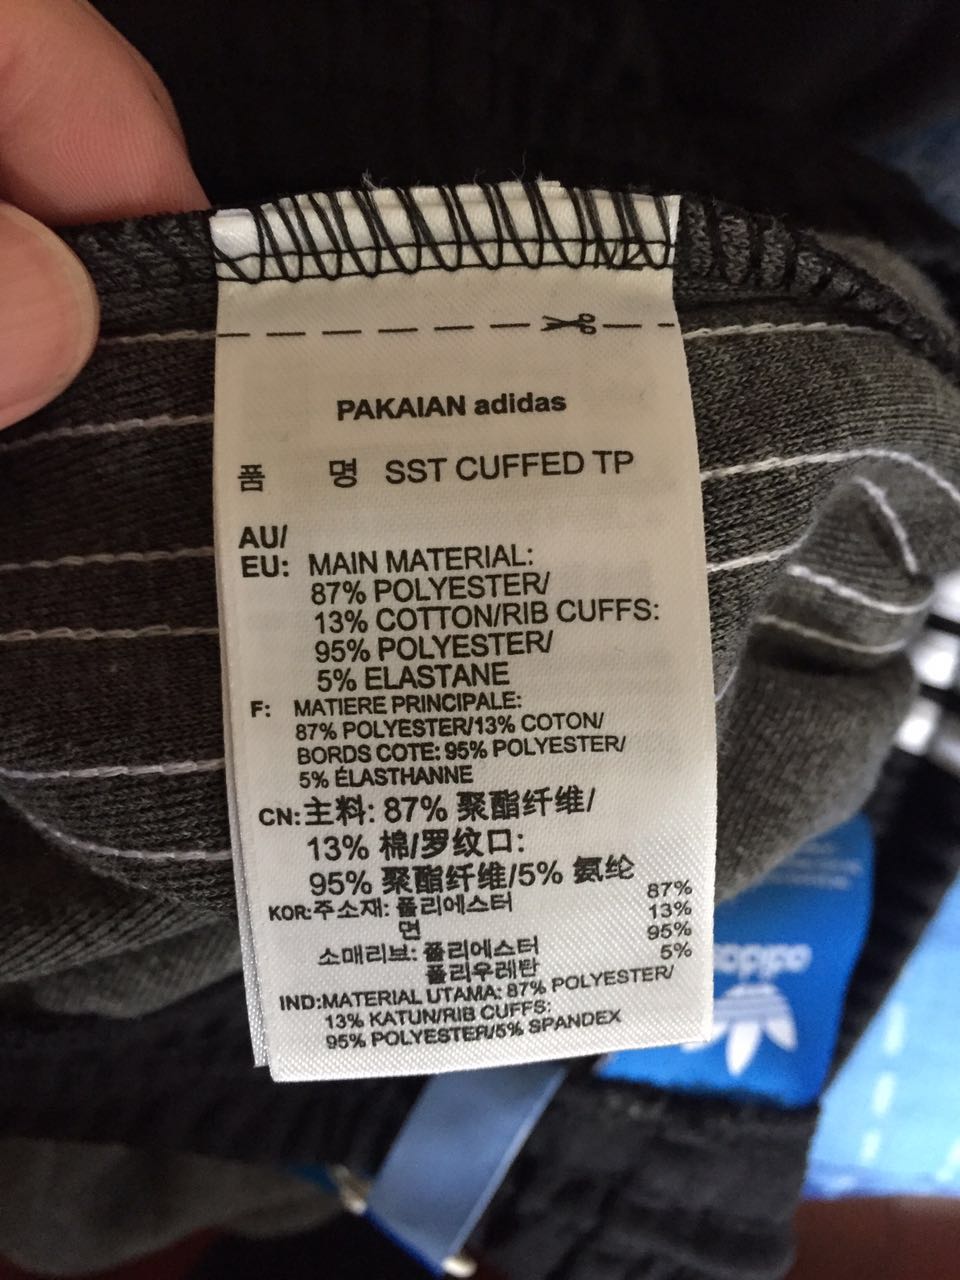 PAKAIAN adidas
품 명 SST CUFFED TP
AU/
EU: MAIN MATERIAL:
87% POLYESTER/
13% COTTON/RIB CUFFS:
95% POLYESTER/
5% ELASTANE
F: MATIERE PRINCIPALE:
87% POLYESTER/13% COTON/
BORDS COTE: 95% POLYESTER/
5% ÉLASTHANNE
CN: 主料: 87% 聚酯纤维/
13% 棉/罗纹口:
95% 聚酯纤维/5% 氨纶
KOR: 주소재: 폴리에스터 87%
면 13%
소매리브: 폴리에스터 95%
폴리우레탄 5%
IND: MATERIAL UTAMA: 87% POLYESTER/
13% KATUN/RIB CUFFS:
95% POLYESTER/5% SPANDEX
adidas